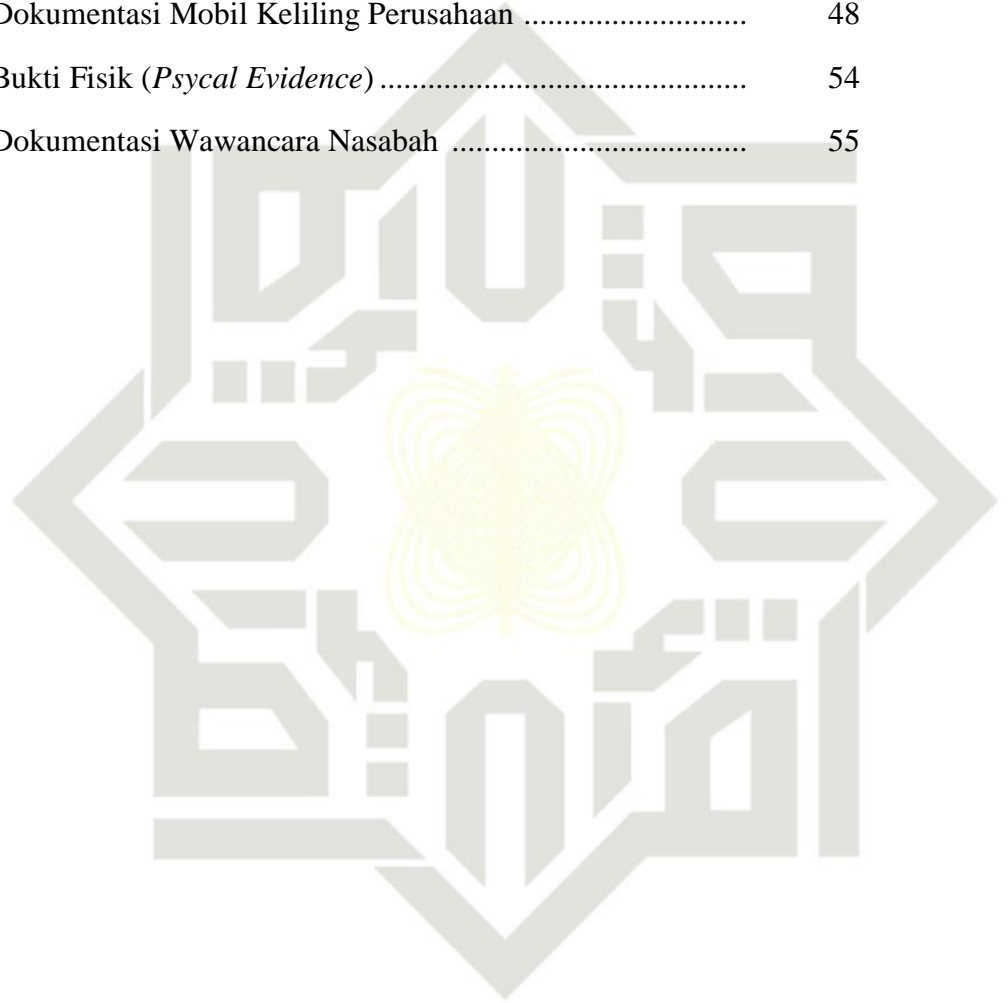 Dokumentasi Mobil Keliling Perusahaan ........................... 48
Bukti Fisik (Psycal Evidence) ............................................ 54
Dokumentasi Wawancara Nasabah ................................... 55